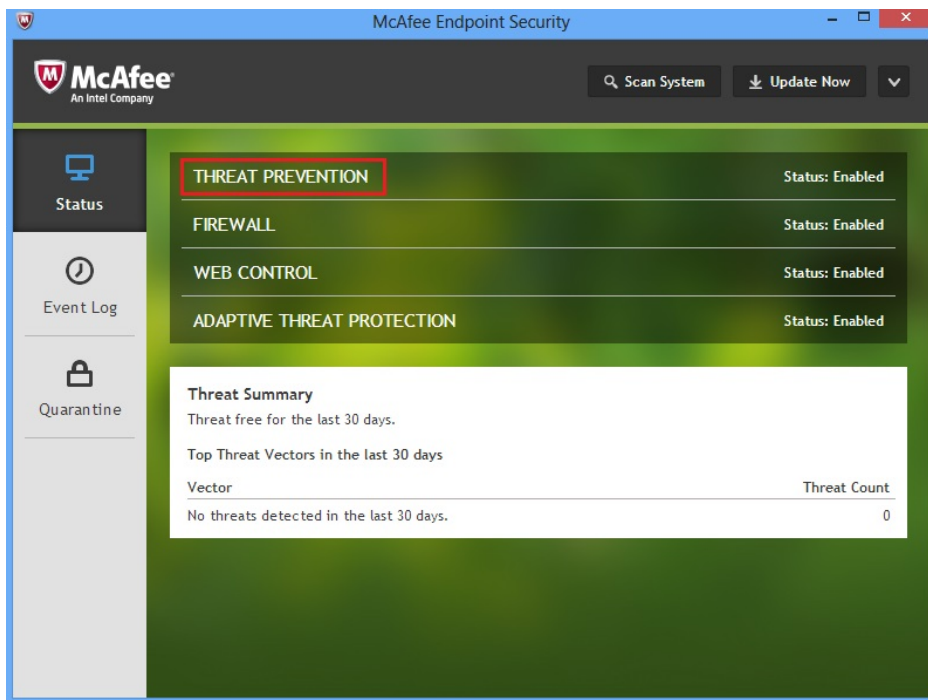 McAfee Endpoint Security
McAfee
An Intel Company
Scan System
Update Now
Status
Event Log
Quarantine
THREAT PREVENTION Status: Enabled
FIREWALL Status: Enabled
WEB CONTROL Status: Enabled
ADAPTIVE THREAT PROTECTION Status: Enabled
Threat Summary
Threat free for the last 30 days.
Top Threat Vectors in the last 30 days
Vector Threat Count
No threats detected in the last 30 days. 0